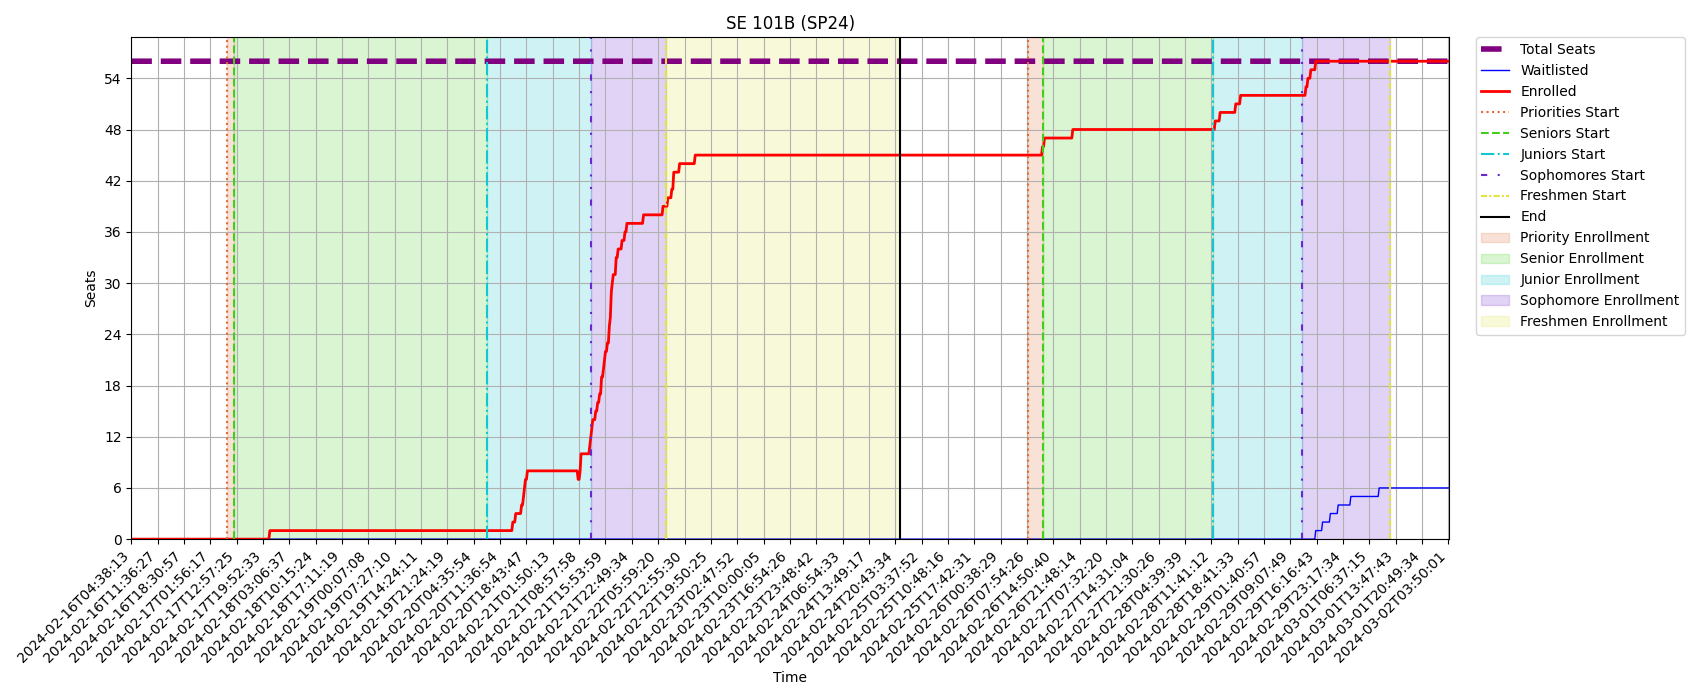 SE 101B (SP24)
Seats
54
48
42
36
30
24
18
12
6
0
2024-02-16T04:38:13
2024-02-16T11:36:27
2024-02-16T18:30:57
2024-02-17T01:56:17
2024-02-17T12:57:25
2024-02-17T19:52:33
2024-02-18T03:06:37
2024-02-18T10:15:24
2024-02-18T17:11:19
2024-02-19T00:07:08
2024-02-19T07:27:10
2024-02-19T14:24:11
2024-02-19T21:24:19
2024-02-20T04:35:54
2024-02-20T11:36:54
2024-02-20T18:43:47
2024-02-21T01:50:13
2024-02-21T08:57:58
2024-02-21T15:53:59
2024-02-21T22:49:34
2024-02-22T05:59:20
2024-02-22T12:55:30
2024-02-22T19:50:25
2024-02-23T02:47:52
2024-02-23T10:00:05
2024-02-23T16:54:26
2024-02-23T23:48:42
2024-02-24T06:54:33
2024-02-24T13:49:17
2024-02-24T20:43:34
2024-02-25T03:37:52
2024-02-25T10:48:16
2024-02-25T17:42:31
2024-02-26T00:38:29
2024-02-26T07:54:26
2024-02-26T14:50:40
2024-02-26T21:48:14
2024-02-27T07:32:20
2024-02-27T14:31:04
2024-02-27T21:30:26
2024-02-28T04:39:39
2024-02-28T11:41:12
2024-02-28T18:41:33
2024-02-29T01:40:57
2024-02-29T09:07:49
2024-02-29T16:16:43
2024-02-29T23:17:34
2024-03-01T06:37:15
2024-03-01T13:47:43
2024-03-01T20:49:34
2024-03-02T03:50:01
Time
Total Seats
Waitlisted
Enrolled
Priorities Start
Seniors Start
Juniors Start
Sophomores Start
Freshmen Start
End
Priority Enrollment
Senior Enrollment
Junior Enrollment
Sophomore Enrollment
Freshmen Enrollment